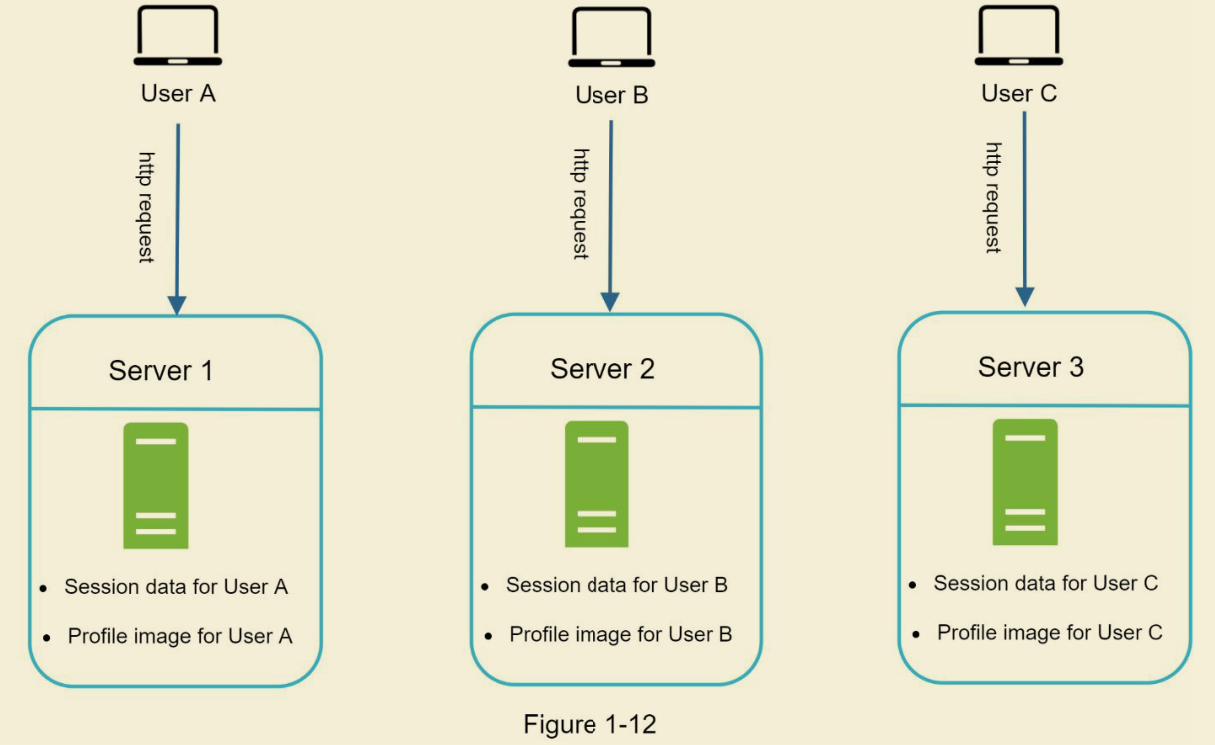 User A
User B
User C
http request
http request
http request
Server 1
Server 2
Server 3
• Session data for User A
• Profile image for User A
• Session data for User B
• Profile image for User B
• Session data for User C
• Profile image for User C
Figure 1-12